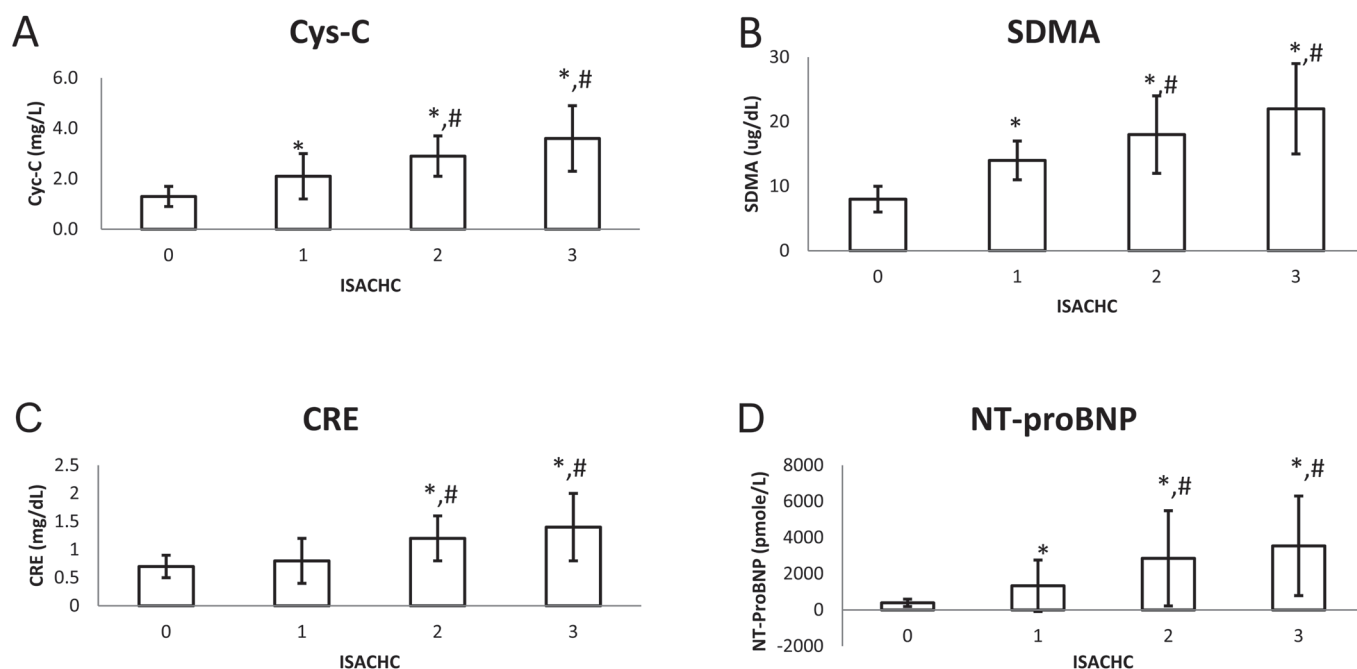 A
Cys-C
Cyc-C (mg/L)
6.0
4.0
2.0
0.0
*
*,#
*,#
0 1 2 3
ISACHC
B
SDMA
SDMA (ug/dL)
30
20
10
0
*
*,#
*,#
0 1 2 3
ISACHC
C
CRE
CRE (mg/dL)
2.5
2
1.5
1
0.5
0
*,#
*,#
0 1 2 3
ISACHC
D
NT-proBNP
NT-ProBNP (pmole/L)
8000
6000
4000
2000
0
-2000
*
*,#
*,#
0 1 2 3
ISACHC